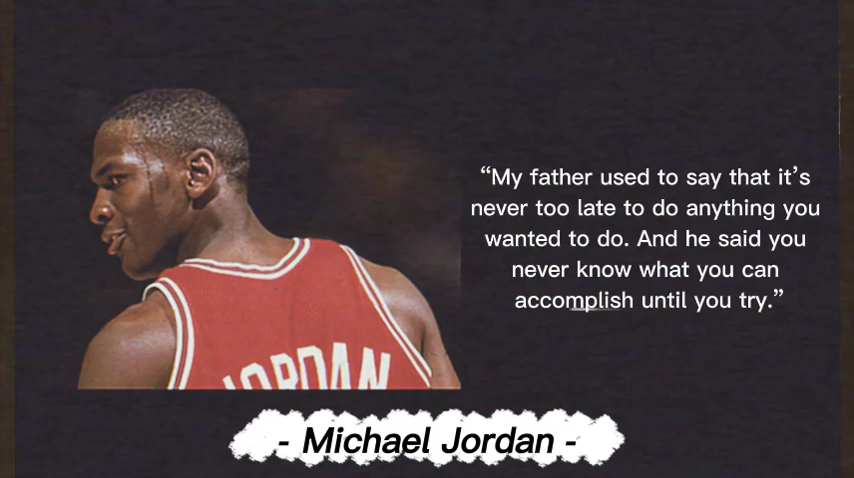 “My father used to say that it’s
never too late to do anything you
wanted to do. And he said you
never know what you can
accomplish until you try.”
JORDAN
- Michael Jordan -